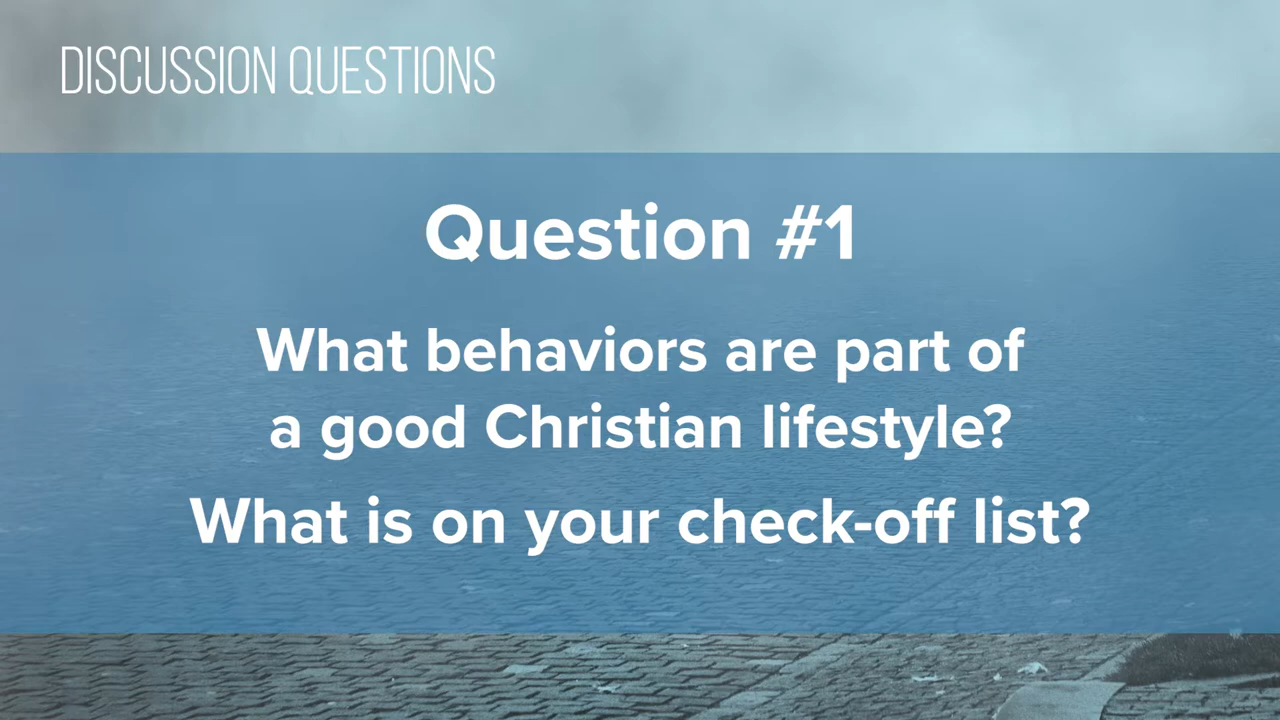 DISCUSSION QUESTIONS
Question #1
What behaviors are part of
a good Christian lifestyle?
What is on your check-off list?